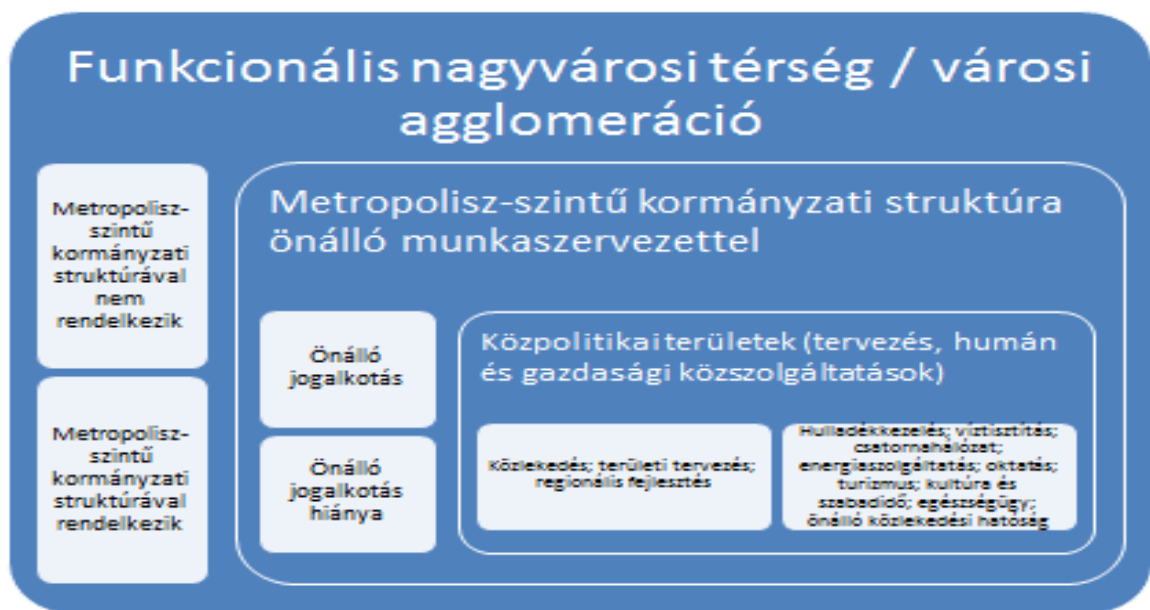 Funkcionális nagyvárosi térség / városi
agglomeráció
Metropolisz-
szintű
kormányzati
struktúrával
nem
rendelkezik
Metropolisz-
szintű
kormányzati
struktúrával
rendelkezik
Metropolisz-szintű kormányzati struktúra
önálló munkaszervezettel
Önálló
jogalkotás
Önálló
jogalkotás
hiánya
Közpolitikai területek (tervezés, humán
és gazdasági közszolgáltatások)
Közlekedés; területi tervezés;
regionális fejlesztés
Hulladékkezelés; víztisztítás;
csatornahálózat;
energiaszolgáltatás; oktatás;
turizmus; kultúra és
szabadidő; egészségügy;
önálló közlekedési hatóság